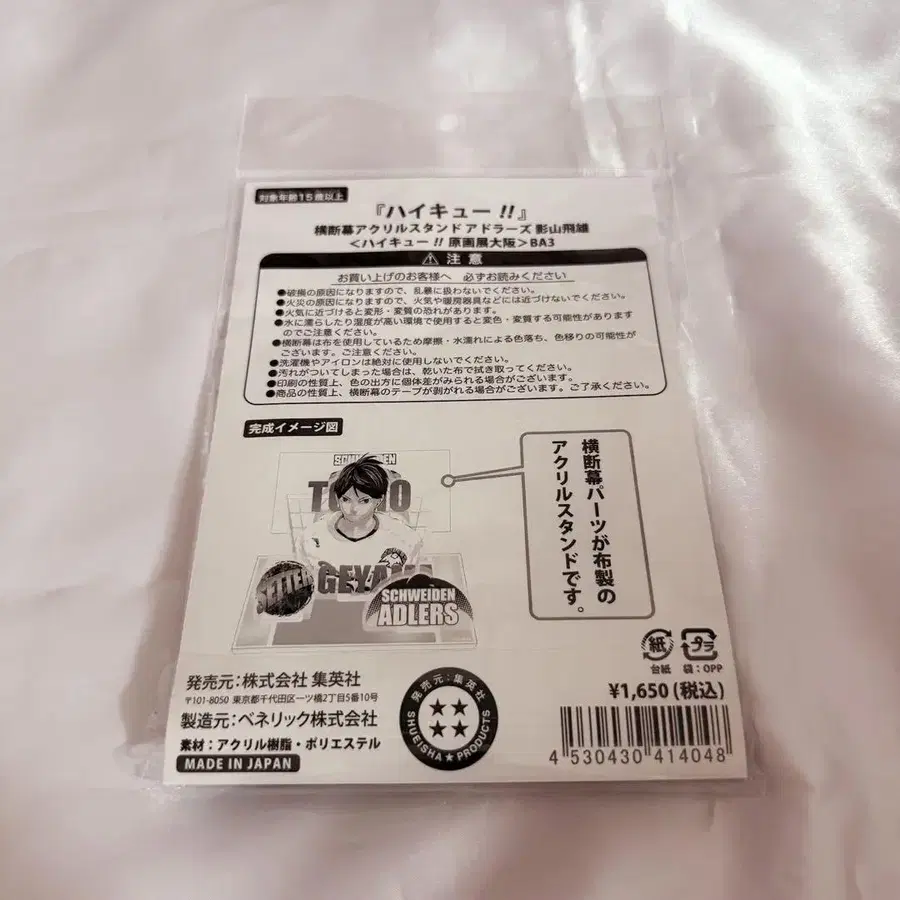 対象年齢15歳以上
『ハイキュー!!』
横断幕アクリルスタンド アドラーズ 影山飛雄
<ハイキュー!! 原画展大阪>BA3
⚠ 注意
お買い上げのお客様へ 必ずお読みください
●破損の原因になりますので、乱暴に扱わないでください。
●火災の原因になりますので、火気や暖房器具などには近づけないでください。
●火気に近づけると変形・変質の恐れがあります。
●水に濡らしたり湿度が高い環境で使用すると変色・変質する可能性があります
のでご注意ください。
●横断幕は布を使用しているため摩擦・水濡れによる色落ち、色移りの可能性が
ございます。ご注意ください。
●洗濯機やアイロンは絶対に使用しないでください。
●汚れがついてしまった場合は、乾いた布で拭き取ってください。
●印刷の性質上、色の出方に個体差がみられる場合がございます。
●商品の性質上、横断幕のテープが剥がれる場合がございます。ご了承ください。
完成イメージ図
横断幕パーツが布製の
アクリルスタンドです。
SCHWEIDEN
SETTER
SCHWEIDEN
ADLERS
紙
台紙
プラ
袋:OPP
¥1,650(税込)
発売元:株式会社 集英社
〒101-8050 東京都千代田区一ツ橋2丁目5番10号
製造元:ベネリック株式会社
素材:アクリル樹脂・ポリエステル
MADE IN JAPAN
発売元:集英社
SHUEISHA★PRODUCTS
4 530430 414048